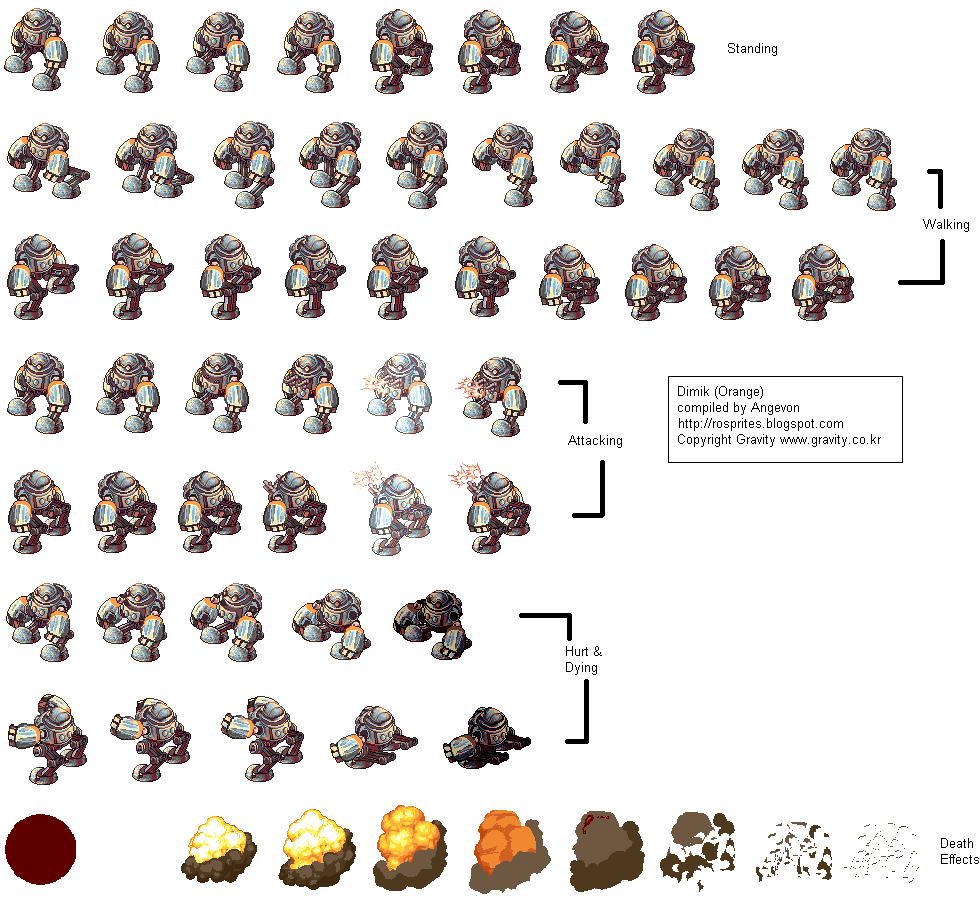 Standing
Walking
Dimik (Orange)
compiled by Angevon
http://rosprites.blogspot.com
Copyright Gravity www.gravity.co.kr
Attacking
Hurt &
Dying
Death
Effects